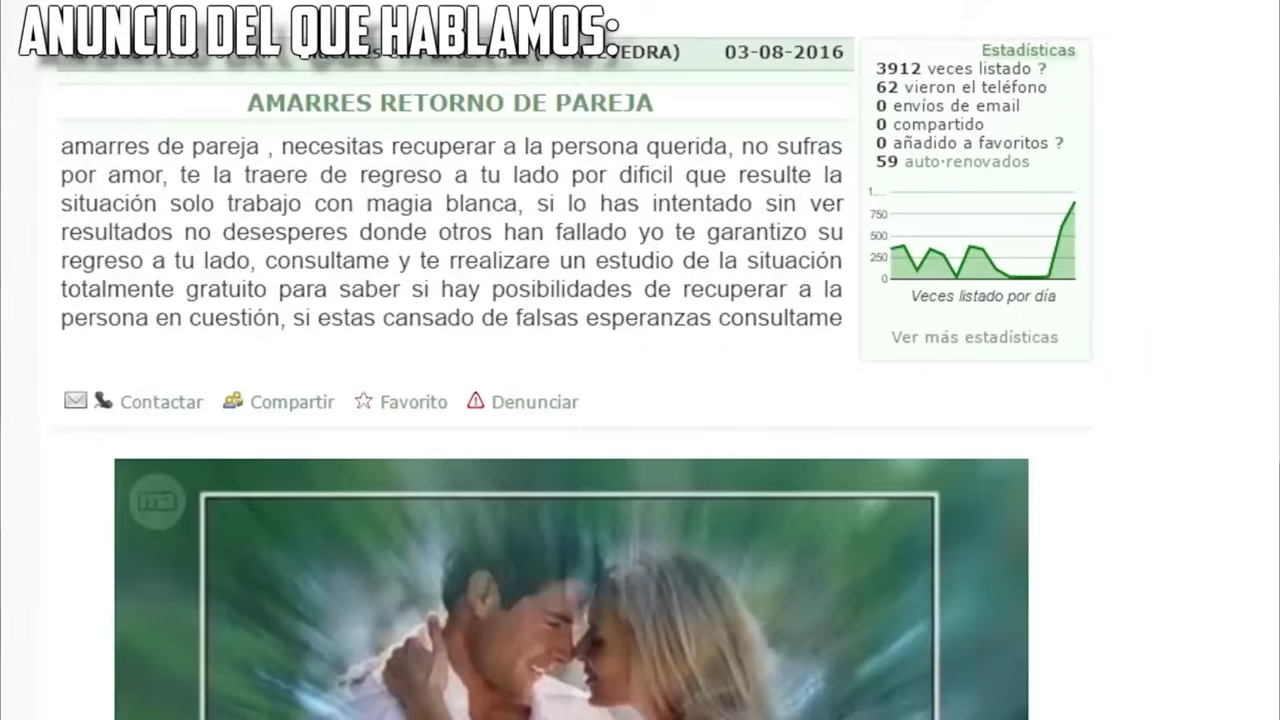 ANUNCIO DEL QUE HABLAMOS:
(PONTEVEDRA) 03-08-2016
AMARRES RETORNO DE PAREJA
amarres de pareja , necesitas recuperar a la persona querida, no sufras
por amor, te la traere de regreso a tu lado por dificil que resulte la
situación solo trabajo con magia blanca, si lo has intentado sin ver
resultados no desesperes donde otros han fallado yo te garantizo su
regreso a tu lado, consultame y te rrealizare un estudio de la situación
totalmente gratuito para saber si hay posibilidades de recuperar a la
persona en cuestión, si estas cansado de falsas esperanzas consultame
Contactar Compartir Favorito Denunciar
Estadísticas
3912 veces listado ?
62 vieron el teléfono
0 envíos de email
0 compartido
0 añadido a favoritos ?
59 auto·renovados
1....
750
500
250
0
Veces listado por día
Ver más estadísticas
ma